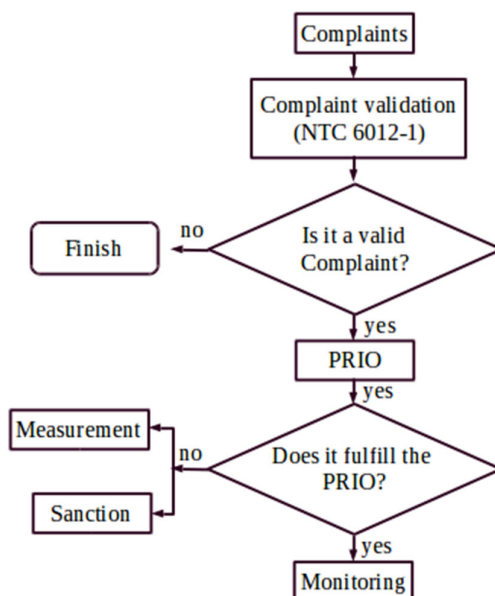 Complaints
Complaint validation
(NTC 6012-1)
Is it a valid
Complaint?
no
Finish
yes
PRIO
yes
Does it fulfill the
PRIO?
no
Measurement
Sanction
yes
Monitoring